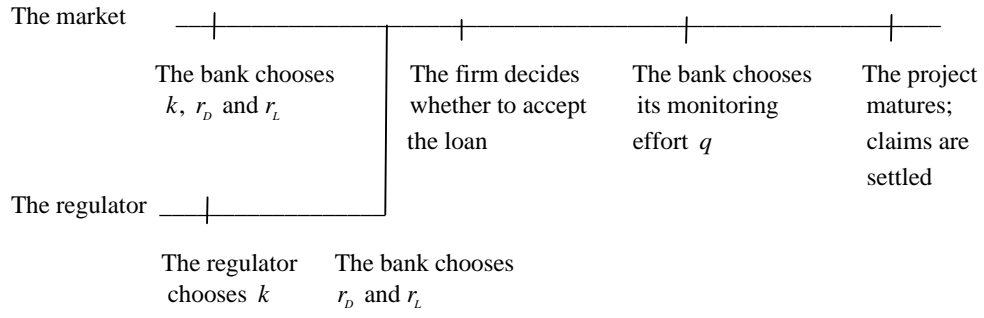 The market
The bank chooses
k, r_D and r_L
The firm decides
whether to accept
the loan
The bank chooses
its monitoring
effort q
The project
matures;
claims are
settled
The regulator
The regulator
chooses k
The bank chooses
r_D and r_L